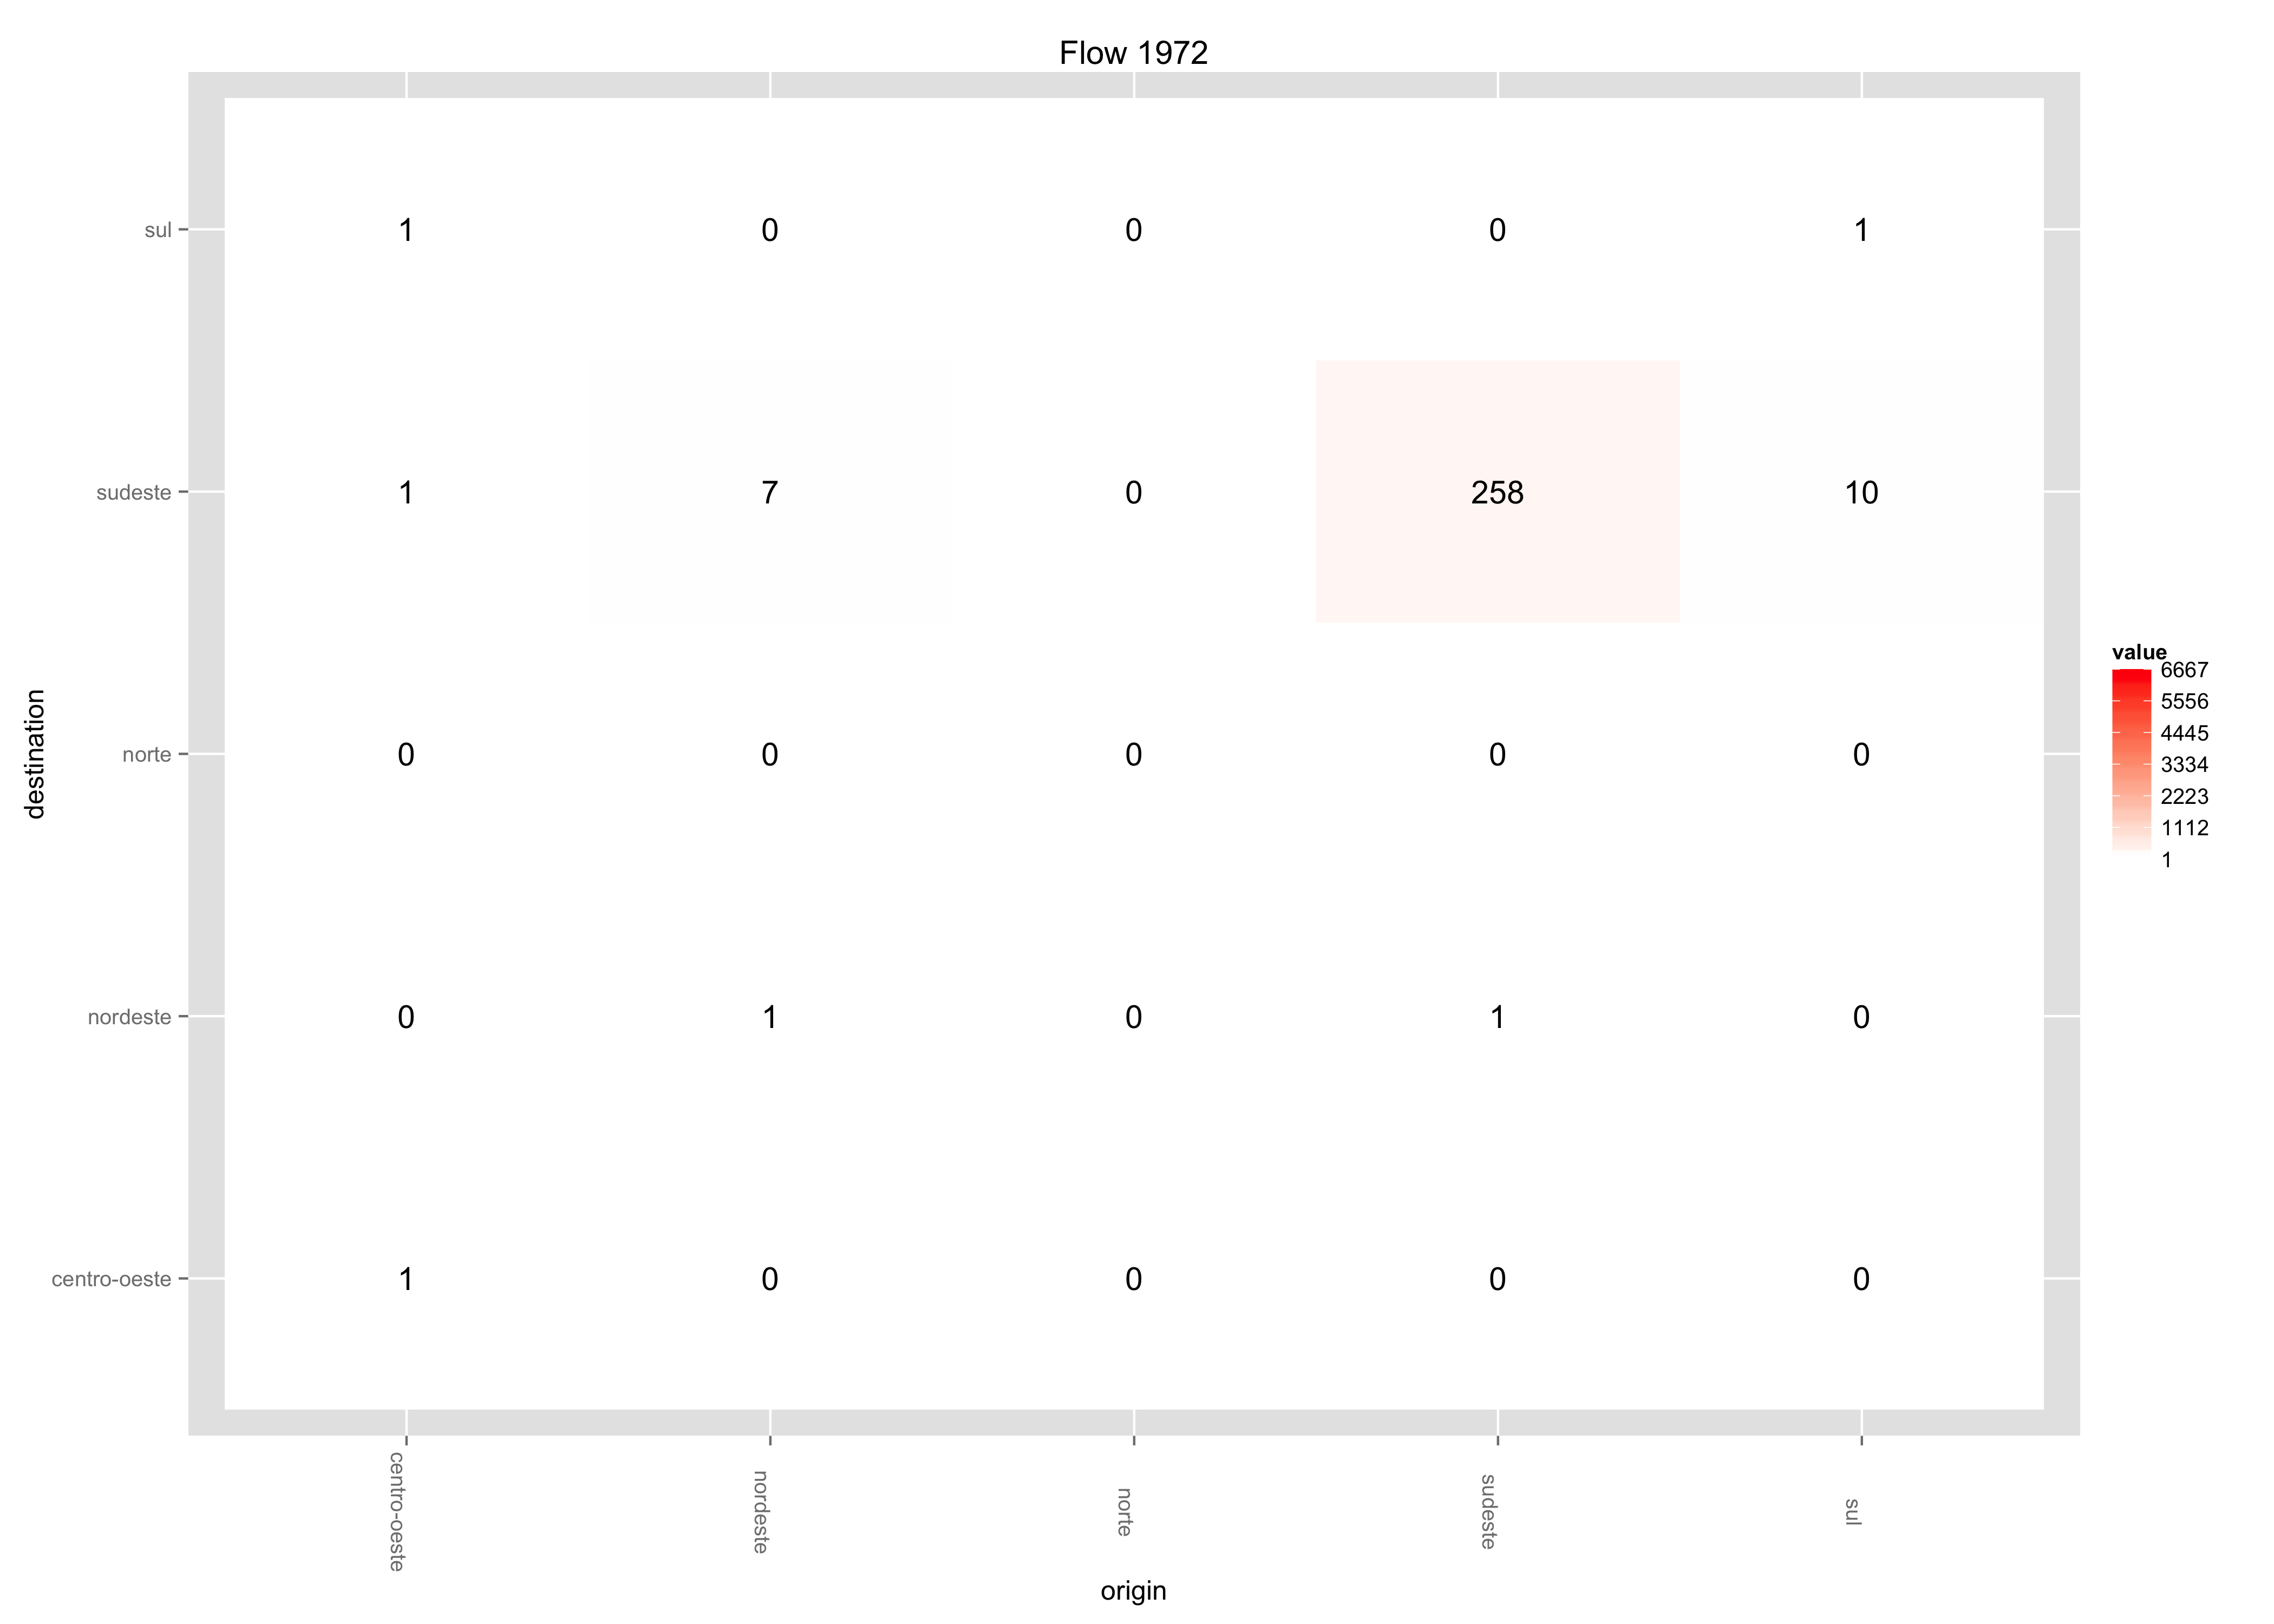 Flow 1972
sul 1 0 0 0 1
sudeste 1 7 0 258 10
norte 0 0 0 0 0
nordeste 0 1 0 1 0
centro-oeste 1 0 0 0 0
centro-oeste nordeste norte sudeste sul
origin
destination
value
6667
5556
4445
3334
2223
1112
1